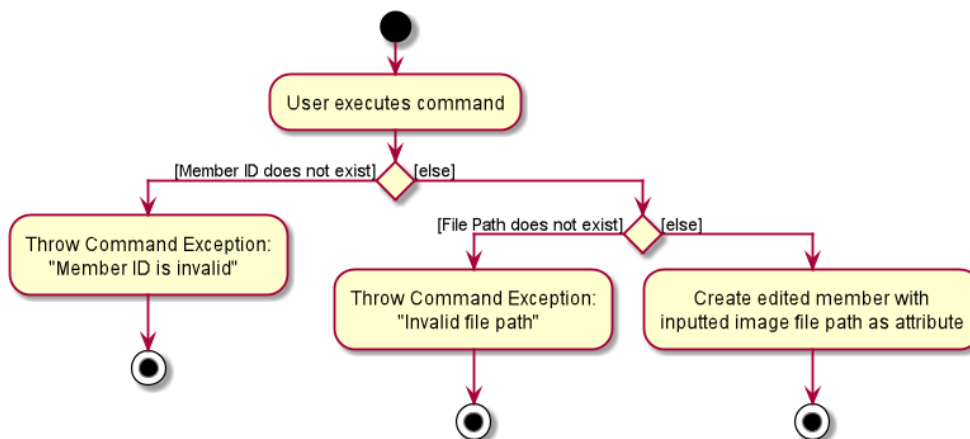 User executes command
[Member ID does not exist]
[else]
Throw Command Exception:
"Member ID is invalid"
[File Path does not exist]
[else]
Throw Command Exception:
"Invalid file path"
Create edited member with
inputted image file path as attribute